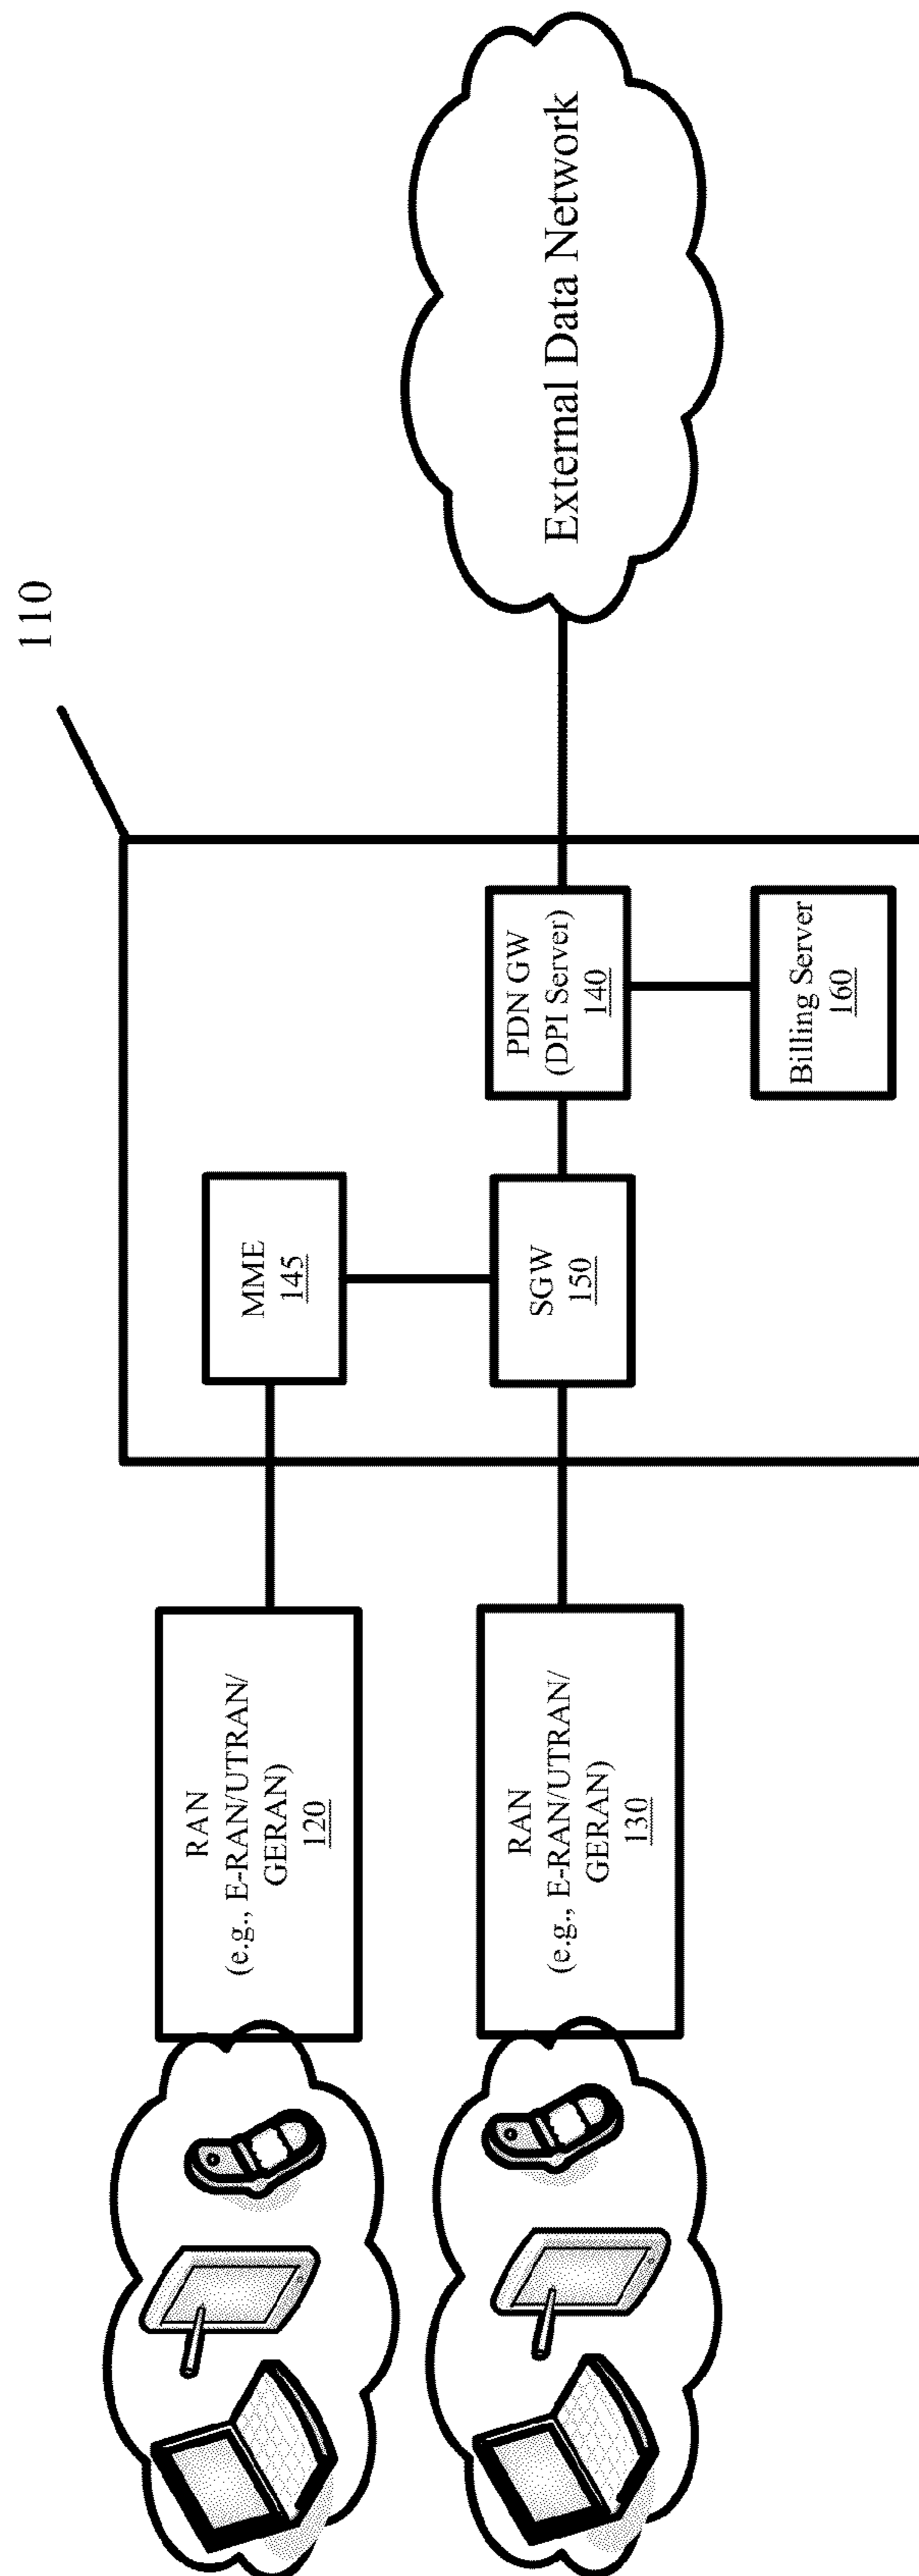 110
RAN
(e.g., E-RAN/UTRAN/
GERAN)
120
MME
145
RAN
(e.g., E-RAN/UTRAN/
GERAN)
130
SGW
150
PDN GW
(DPI Server)
140
External Data Network
Billing Server
160